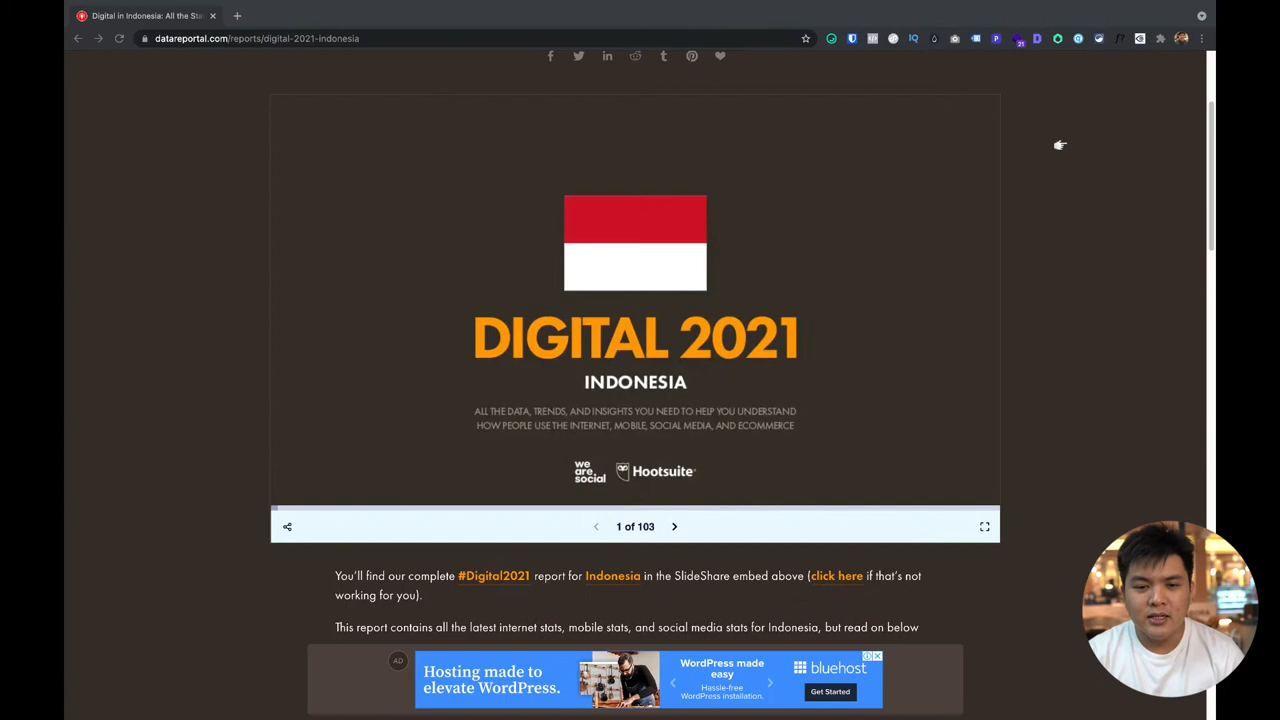 Digital in Indonesia: All the Sta
datareportal.com/reports/digital-2021-indonesia
21
DIGITAL 2021
INDONESIA
ALL THE DATA, TRENDS, AND INSIGHTS YOU NEED TO HELP YOU UNDERSTAND
HOW PEOPLE USE THE INTERNET, MOBILE, SOCIAL MEDIA, AND ECOMMERCE
we
are
social
Hootsuite
1 of 103
You'll find our complete #Digital2021 report for Indonesia in the SlideShare embed above (click here if that's not
working for you).
This report contains all the latest internet stats, mobile stats, and social media stats for Indonesia, but read on below
AD
Hosting made to
elevate WordPress.
WordPress made
easy
Hassle-free
WordPress installation.
bluehost
Get Started